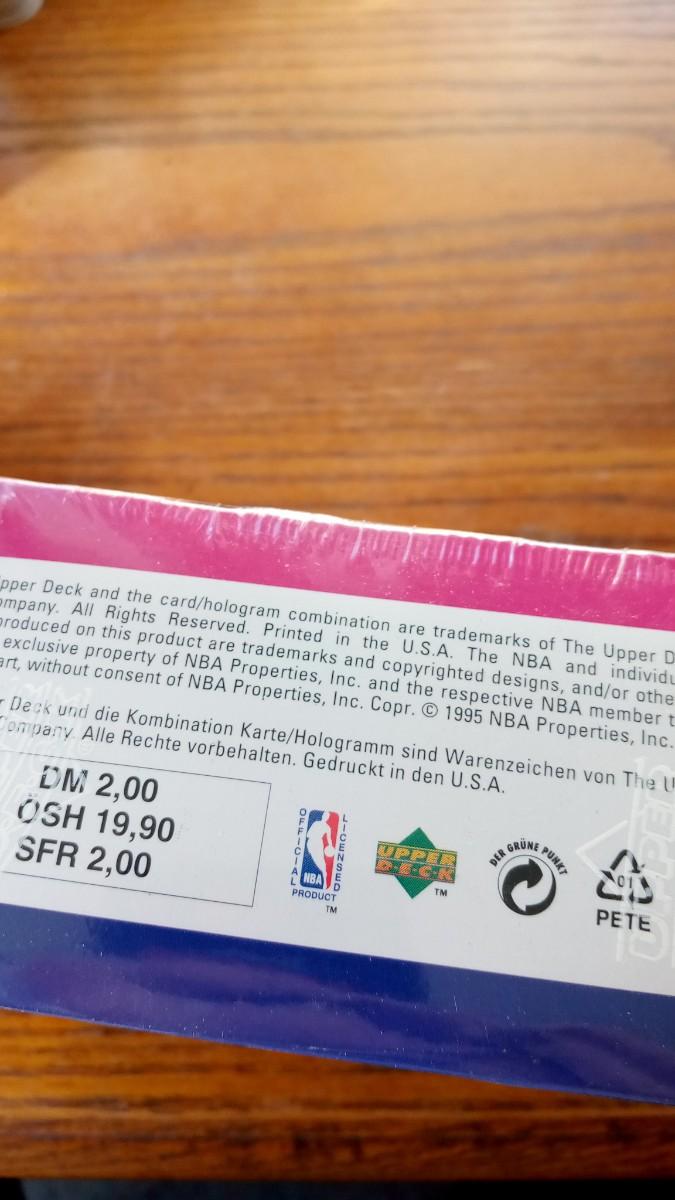 pper Deck and the card/hologram combination are trademarks of The Upper D
ompany. All Rights Reserved. Printed in the U.S.A. The NBA and individu
produced on this product are trademarks and copyrighted designs, and/or othe
exclusive property of NBA Properties, Inc. and the respective NBA member t
art, without consent of NBA Properties, Inc. Copr. © 1995 NBA Properties, Inc.
r Deck und die Kombination Karte/Hologramm sind Warenzeichen von The U
Company. Alle Rechte vorbehalten. Gedruckt in den U.S.A.
DM 2,00
ÖSH 19,90
SFR 2,00
OFFICIAL
LICENSED
NBA
PRODUCT
TM
UPPER
D·E·C·K
TM
DER GRÜNE PUNKT
01
PETE
UPPER